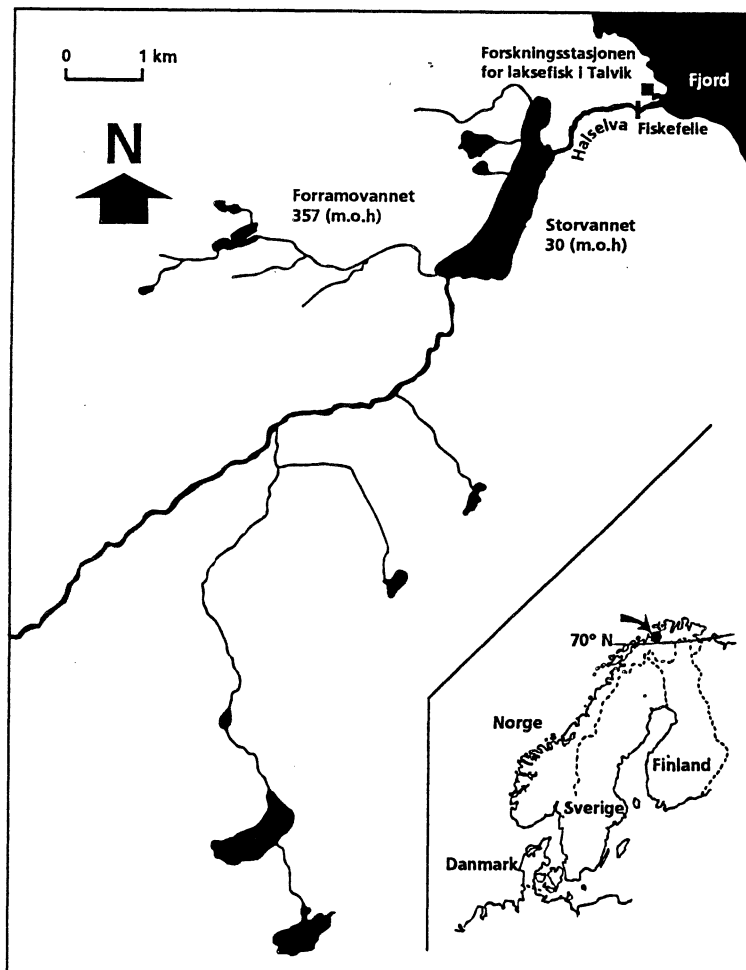 0 1 km
Forskningsstasjonen
for laksefisk i Talvik
Fjord
N
Halselva
Fiskefelle
Forramovannet
357 (m.o.h)
Storvannet
30 (m.o.h)
70° N
Norge
Finland
Sverige
Danmark